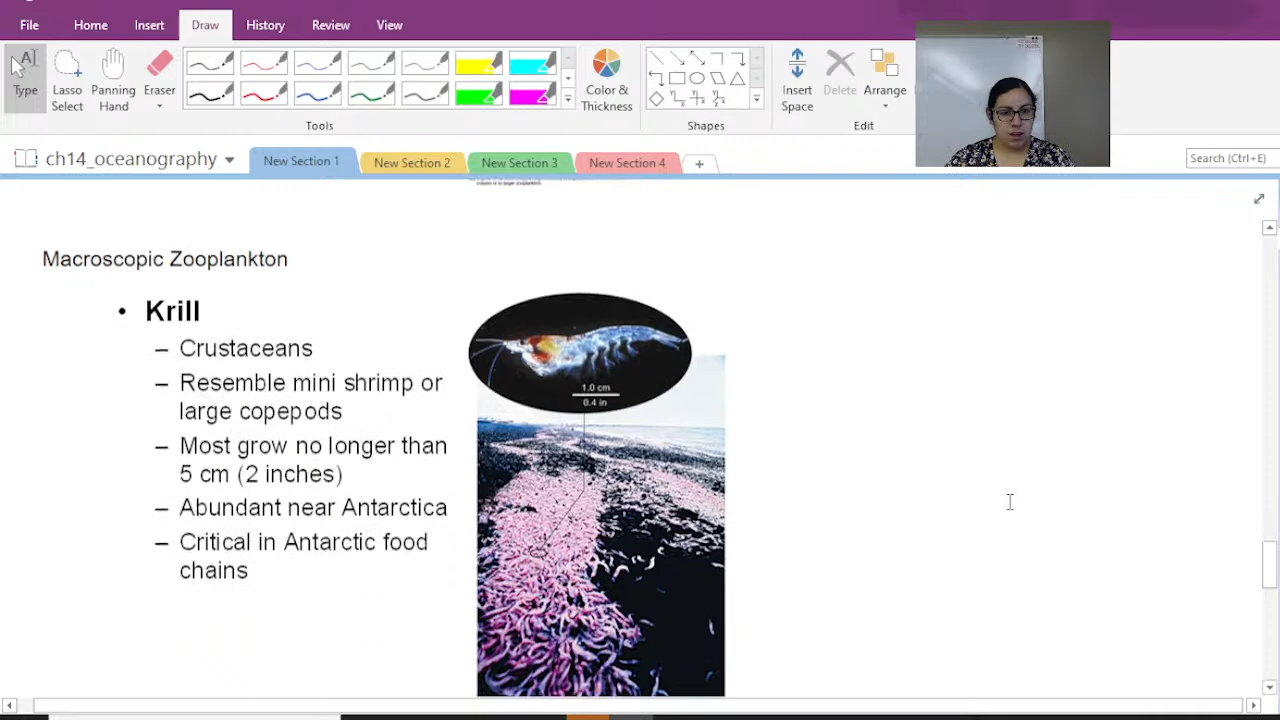 File Home Insert Draw History Review View
Type
Lasso
Select
Panning
Hand
Eraser
Color &
Thickness
Insert
Space
Delete
Arrange
Tools
Shapes
Edit
ch14_oceanography
New Section 1
New Section 2
New Section 3
New Section 4
+
Search (Ctrl+E)
Macroscopic Zooplankton
• Krill
– Crustaceans
– Resemble mini shrimp or
large copepods
– Most grow no longer than
5 cm (2 inches)
– Abundant near Antarctica
– Critical in Antarctic food
chains
1.0 cm
0.4 in